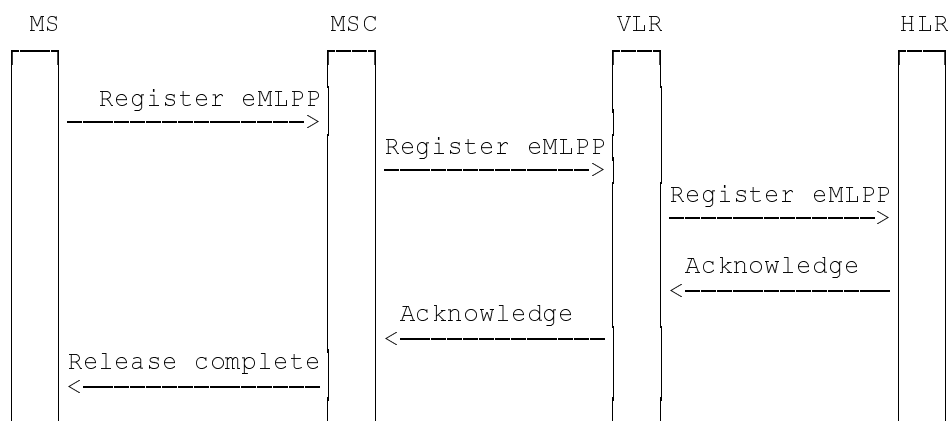 MS MSC VLR HLR
Register eMLPP
Register eMLPP
Register eMLPP
Acknowledge
Acknowledge
Release complete